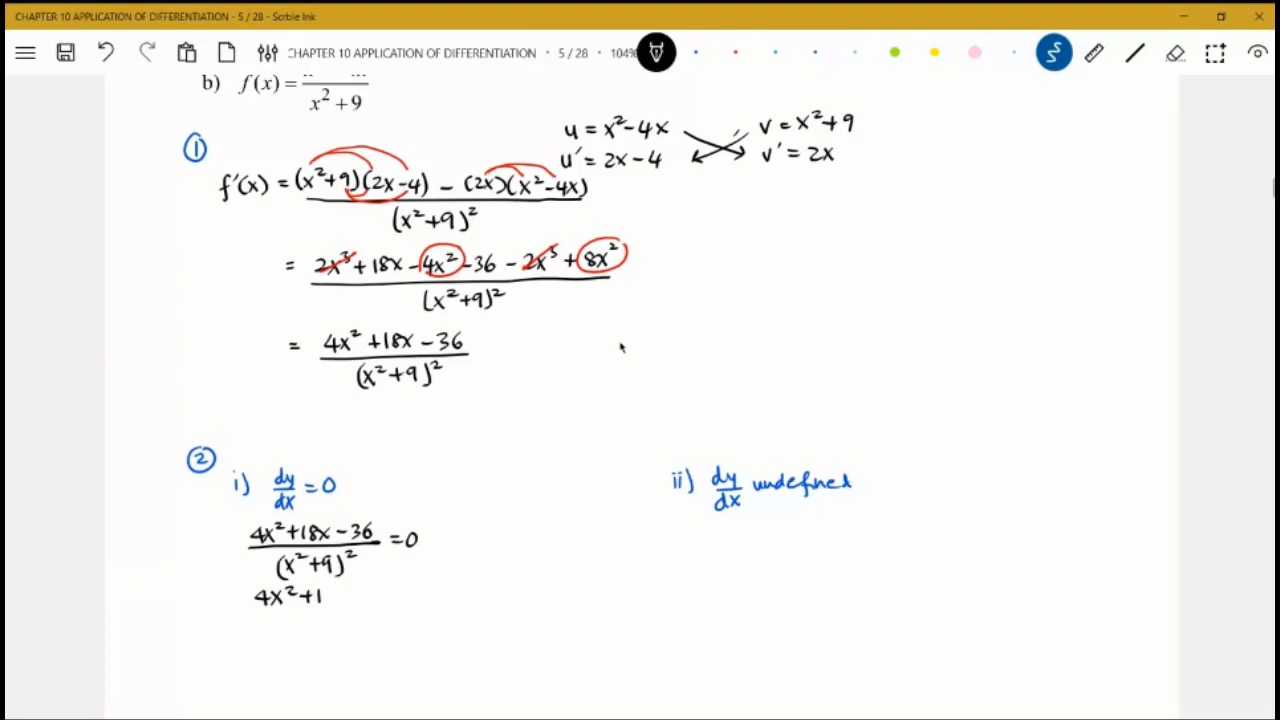 CHAPTER 10 APPLICATION OF DIFFERENTIATION - 5 / 28 - Scrble Ink
CHAPTER 10 APPLICATION OF DIFFERENTIATION • 5 / 28 • 104%
b) f(x) =
x² + 9
①
u = x² - 4x v = x² + 9
u' = 2x - 4 v' = 2x
f'(x) = (x² + 9)(2x - 4) - (2x)(x² - 4x)
(x² + 9)²
= 2x³ + 18x - 4x² - 36 - 2x³ + 8x²
(x² + 9)²
= 4x² + 18x - 36
(x² + 9)²
②
i) dy/dx = 0
4x² + 18x - 36 = 0
(x² + 9)²
4x² + 1
ii) dy/dx undefined